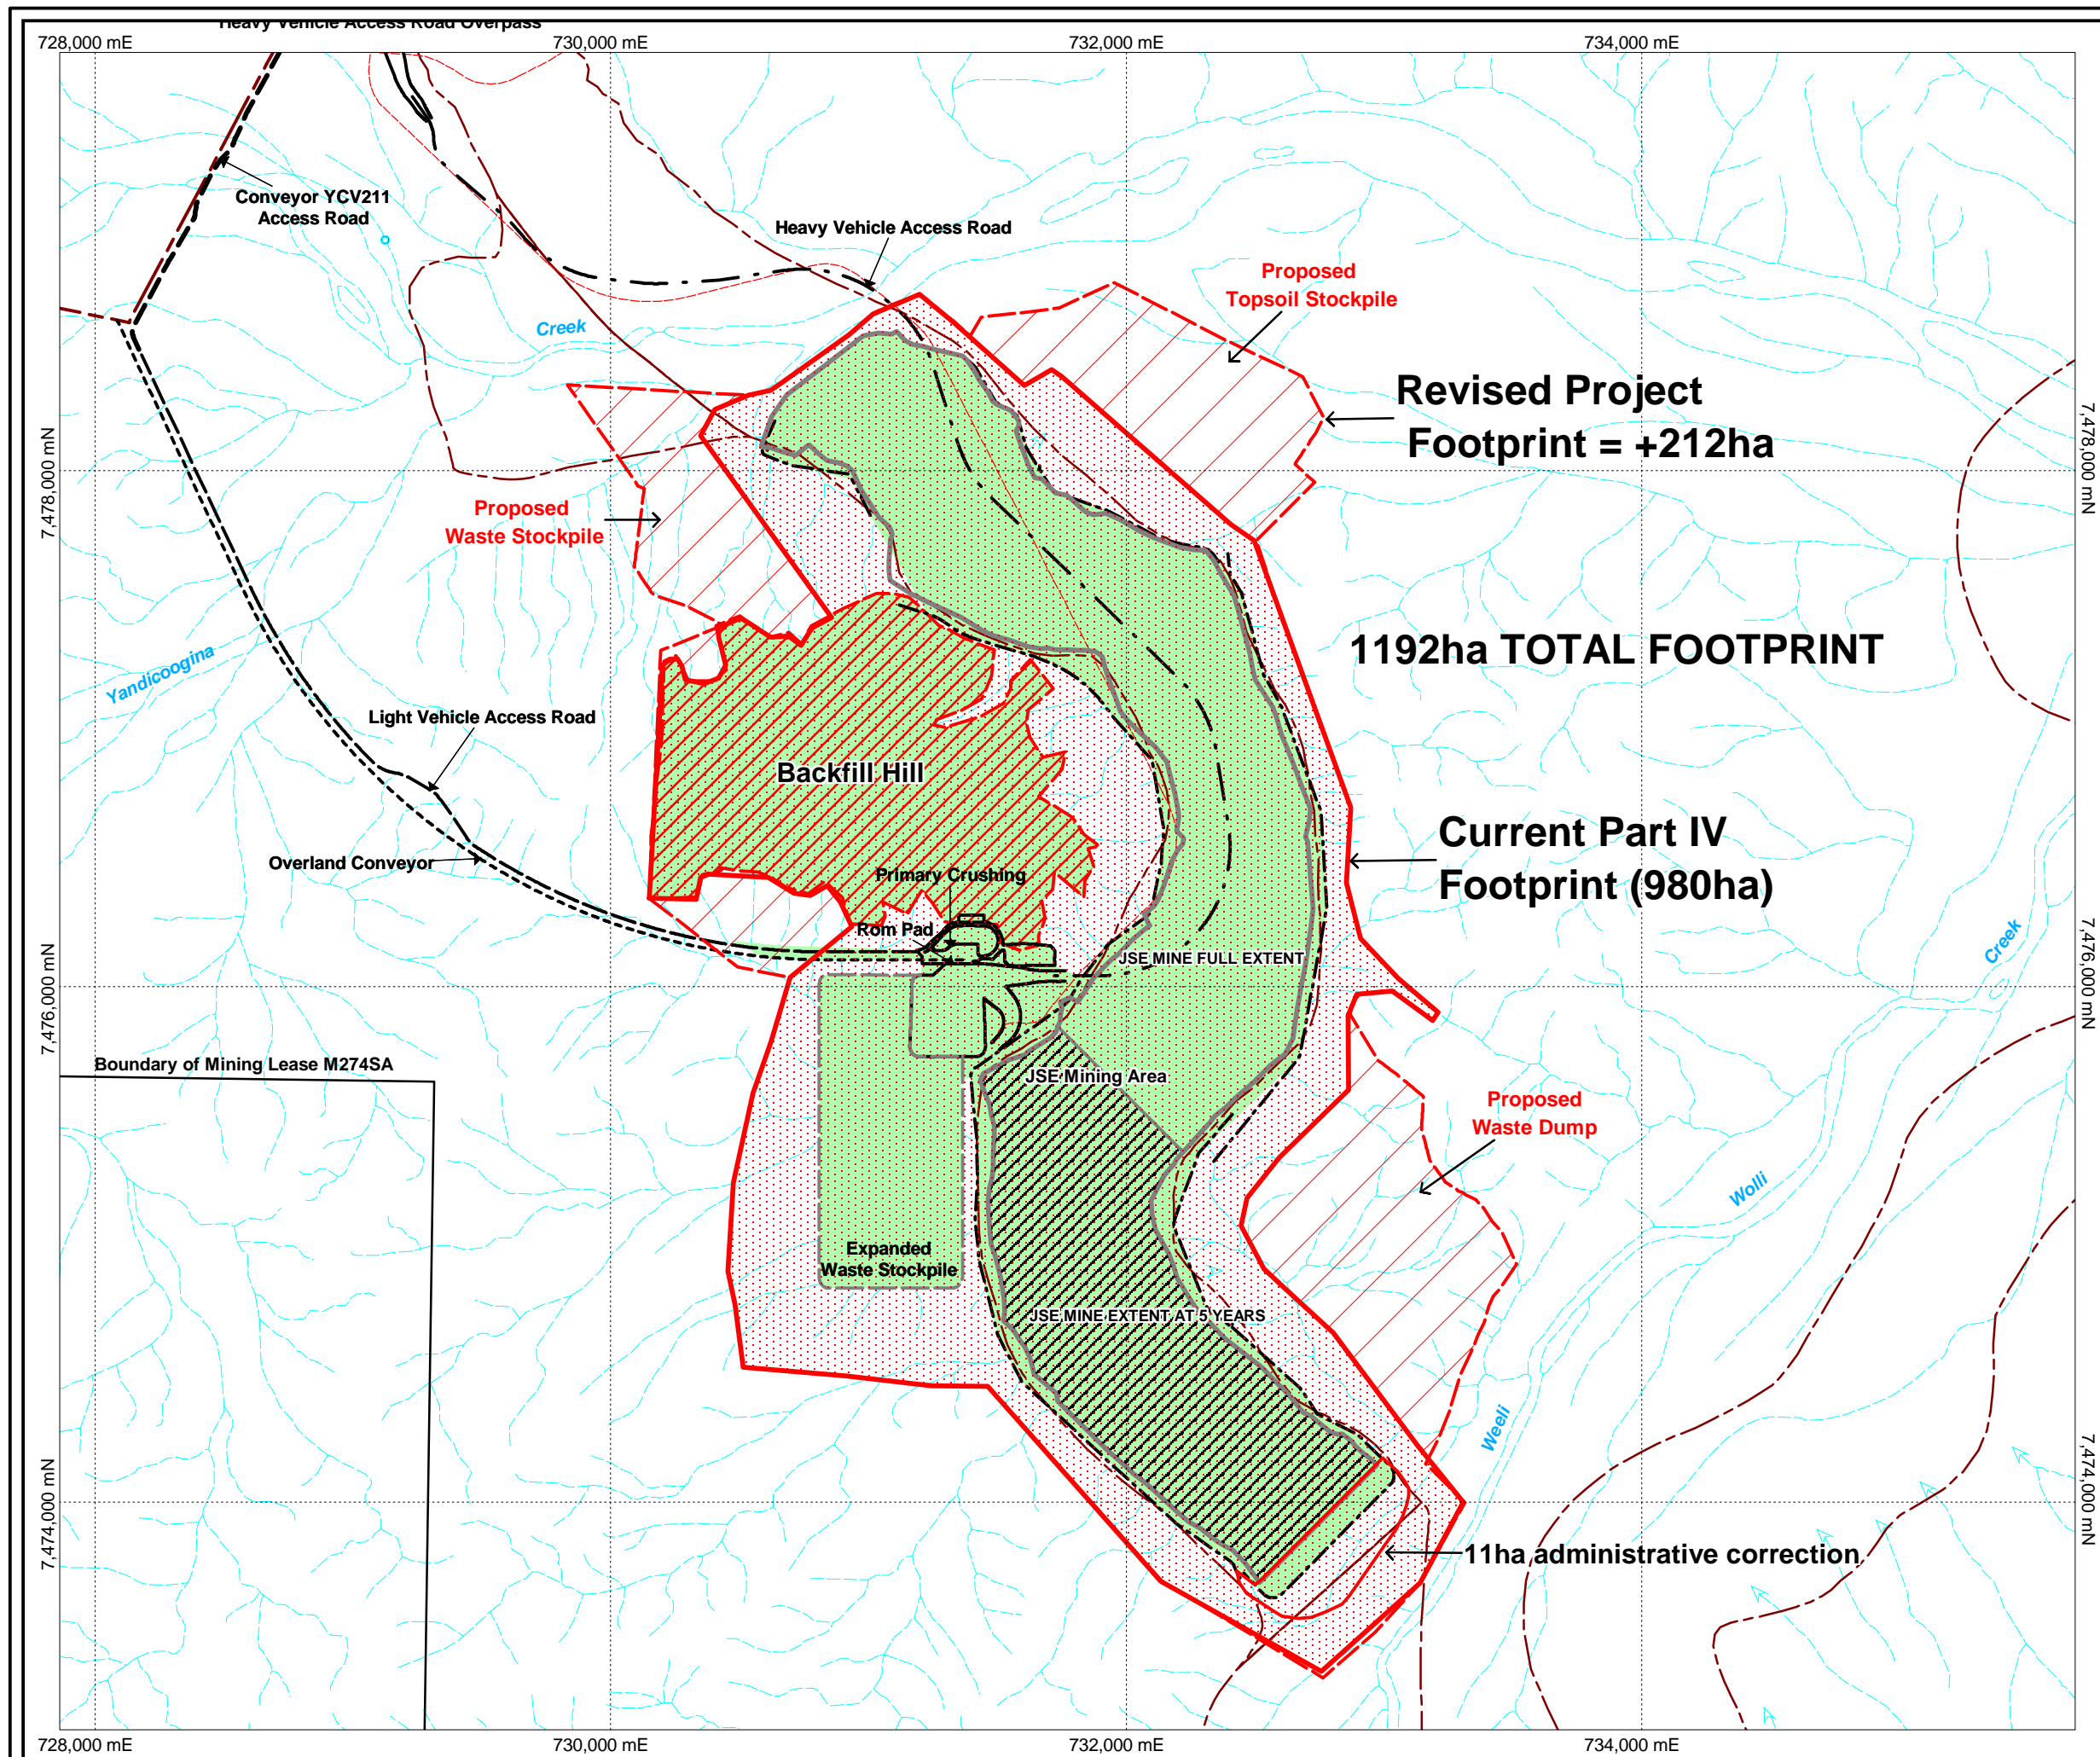 Heavy Vehicle Access Road Overpass
728,000 mE
730,000 mE
732,000 mE
734,000 mE
Conveyor YCV211
Access Road
Heavy Vehicle Access Road
Proposed
Topsoil Stockpile
Creek
Revised Project
Footprint = +212ha
7,478,000 mN
7,478,000 mN
Proposed
Waste Stockpile
1192ha TOTAL FOOTPRINT
Yandicoogina
Light Vehicle Access Road
Backfill Hill
Current Part IV
Footprint (980ha)
Overland Conveyor
Primary Crushing
Rom Pad
JSE MINE FULL EXTENT
Creek
7,476,000 mN
7,476,000 mN
Boundary of Mining Lease M274SA
JSE Mining Area
Proposed
Waste Dump
Wolli
Expanded
Waste Stockpile
JSE MINE EXTENT AT 5 YEARS
Weeli
7,474,000 mN
7,474,000 mN
11ha administrative correction
728,000 mE
730,000 mE
732,000 mE
734,000 mE